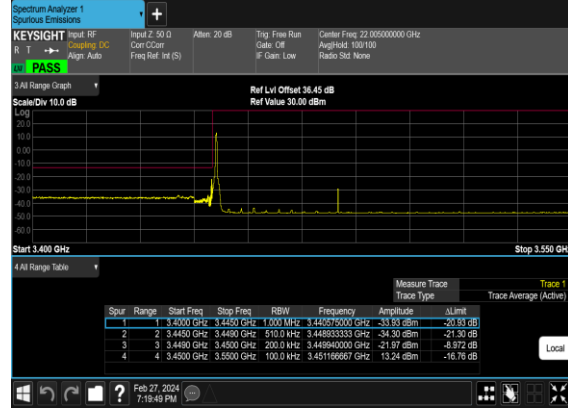 Spectrum Analyzer 1
Spurious Emissions
+
KEYSIGHT Input: RF Input Z: 50 Ω Atten: 20 dB Trig: Free Run Center Freq: 22.005000000 GHz
R T Coupling: DC Corr CCorr Gate: Off Avg|Hold: 100/100
Align: Auto Freq Ref: Int (S) IF Gain: Low Radio Std: None
PASS
3 All Range Graph
Ref Lvl Offset 36.45 dB
Scale/Div 10.0 dB Ref Value 30.00 dBm
Log
20.0
10.0
0.00
-10.0
-20.0
-30.0
-40.0
-50.0
-60.0
Start 3.400 GHz Stop 3.550 GH
4 All Range Table
Measure Trace Trace 1
Trace Type Trace Average (Active)
Spur Range Start Freq Stop Freq RBW Frequency Amplitude ΔLimit
1 1 3.4000 GHz 3.4450 GHz 1.000 MHz 3.440575000 GHz -33.93 dBm -20.93 dB
2 2 3.4450 GHz 3.4490 GHz 510.0 kHz 3.448933333 GHz -34.30 dBm -21.30 dB
3 3 3.4490 GHz 3.4500 GHz 200.0 kHz 3.449940000 GHz -21.97 dBm -8.972 dB
4 4 3.4500 GHz 3.5500 GHz 100.0 kHz 3.451166667 GHz 13.24 dBm -16.76 dB
Local
? Feb 27, 2024
7:19:49 PM